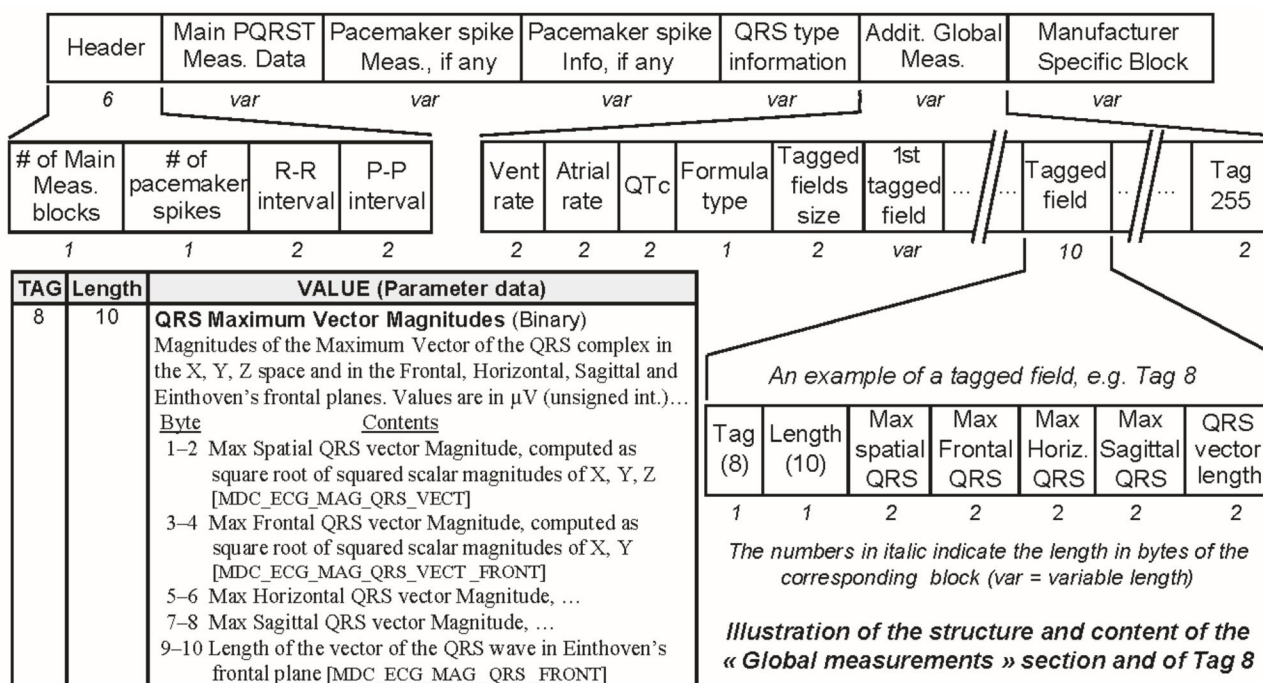 Header
Main PQRST
Meas. Data
Pacemaker spike
Meas., if any
Pacemaker spike
Info, if any
QRS type
information
Addit. Global
Meas.
Manufacturer
Specific Block
6
var
var
var
var
var
var
# of Main
Meas.
blocks
# of
pacemaker
spikes
R-R
interval
P-P
interval
1
1
2
2
Vent
rate
Atrial
rate
QTc
Formula
type
Tagged
fields
size
1st
tagged
field
...
...
Tagged
field
..
...
Tag
255
2
2
2
1
2
var
10
2
TAG Length VALUE (Parameter data)
8 10 QRS Maximum Vector Magnitudes (Binary)
Magnitudes of the Maximum Vector of the QRS complex in
the X, Y, Z space and in the Frontal, Horizontal, Sagittal and
Einthoven's frontal planes. Values are in µV (unsigned int.)…
Byte Contents
1–2 Max Spatial QRS vector Magnitude, computed as
square root of squared scalar magnitudes of X, Y, Z
[MDC_ECG_MAG_QRS_VECT]
3–4 Max Frontal QRS vector Magnitude, computed as
square root of squared scalar magnitudes of X, Y
[MDC_ECG_MAG_QRS_VECT_FRONT]
5–6 Max Horizontal QRS vector Magnitude, …
7–8 Max Sagittal QRS vector Magnitude, …
9–10 Length of the vector of the QRS wave in Einthoven's
frontal plane [MDC_ECG_MAG_QRS_FRONT]
An example of a tagged field, e.g. Tag 8
Tag
(8)
Length
(10)
Max
spatial
QRS
Max
Frontal
QRS
Max
Horiz.
QRS
Max
Sagittal
QRS
QRS
vector
length
1
1
2
2
2
2
2
The numbers in italic indicate the length in bytes of the
corresponding block (var = variable length)
Illustration of the structure and content of the
« Global measurements » section and of Tag 8